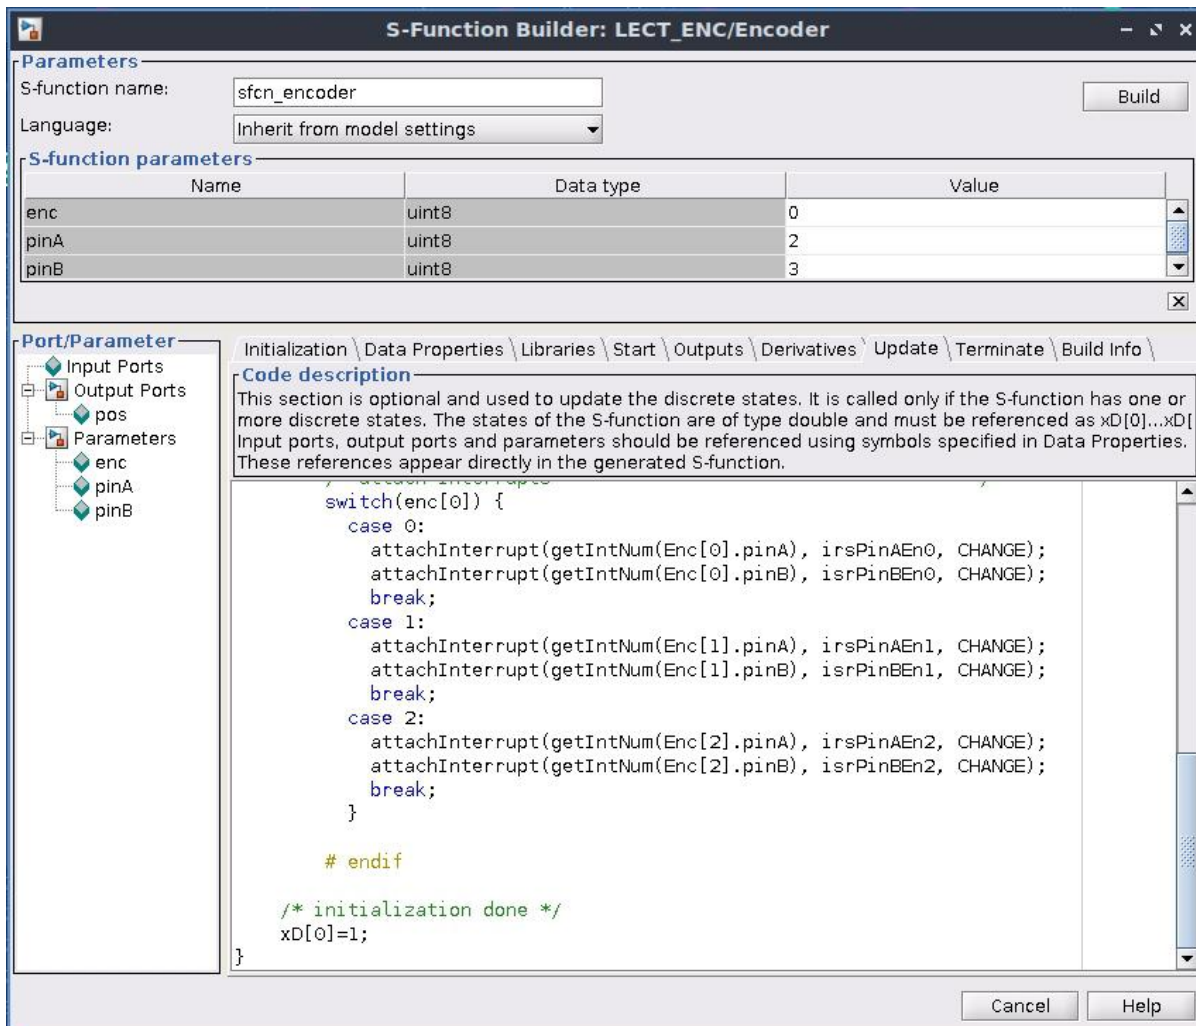 S-Function Builder: LECT_ENC/Encoder
Parameters
S-function name:
sfcn_encoder
Build
Language:
Inherit from model settings
S-function parameters
Name Data type Value
enc uint8 0
pinA uint8 2
pinB uint8 3
Port/Parameter
Input Ports
Output Ports
pos
Parameters
enc
pinA
pinB
Initialization \ Data Properties \ Libraries \ Start \ Outputs \ Derivatives \ Update \ Terminate \ Build Info \
Code description
This section is optional and used to update the discrete states. It is called only if the S-function has one or
more discrete states. The states of the S-function are of type double and must be referenced as xD[0]...xD[
Input ports, output ports and parameters should be referenced using symbols specified in Data Properties.
These references appear directly in the generated S-function.
switch(enc[0]) {
case 0:
attachInterrupt(getIntNum(Enc[0].pinA), irsPinAEn0, CHANGE);
attachInterrupt(getIntNum(Enc[0].pinB), isrPinBEn0, CHANGE);
break;
case 1:
attachInterrupt(getIntNum(Enc[1].pinA), irsPinAEn1, CHANGE);
attachInterrupt(getIntNum(Enc[1].pinB), isrPinBEn1, CHANGE);
break;
case 2:
attachInterrupt(getIntNum(Enc[2].pinA), irsPinAEn2, CHANGE);
attachInterrupt(getIntNum(Enc[2].pinB), isrPinBEn2, CHANGE);
break;
}
# endif
/* initialization done */
xD[0]=1;
}
Cancel
Help